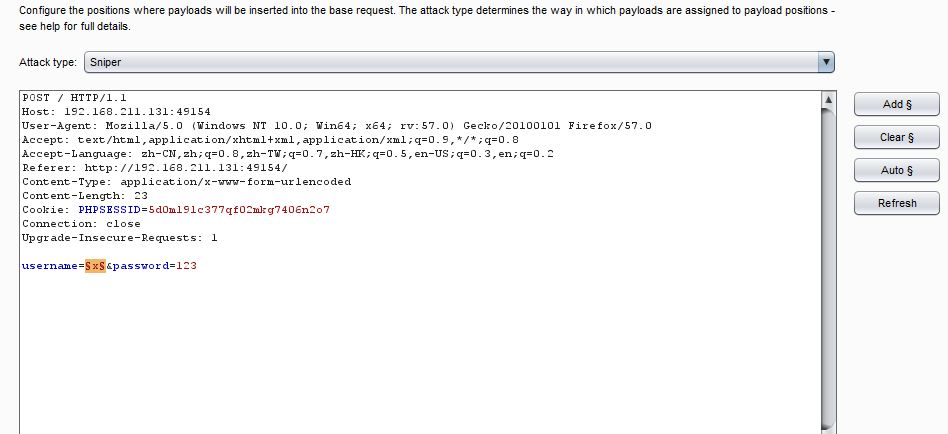 Configure the positions where payloads will be inserted into the base request. The attack type determines the way in which payloads are assigned to payload positions -
see help for full details.
Attack type: Sniper
POST / HTTP/1.1
Host: 192.168.211.131:49154
User-Agent: Mozilla/5.0 (Windows NT 10.0; Win64; x64; rv:57.0) Gecko/20100101 Firefox/57.0
Accept: text/html,application/xhtml+xml,application/xml;q=0.9,*/*;q=0.8
Accept-Language: zh-CN,zh;q=0.8,zh-TW;q=0.7,zh-HK;q=0.5,en-US;q=0.3,en;q=0.2
Referer: http://192.168.211.131:49154/
Content-Type: application/x-www-form-urlencoded
Content-Length: 23
Cookie: PHPSESSID=5d0ml9lc377qf02mkg7406n2o7
Connection: close
Upgrade-Insecure-Requests: 1
username=§x§&password=123
Add §
Clear §
Auto §
Refresh